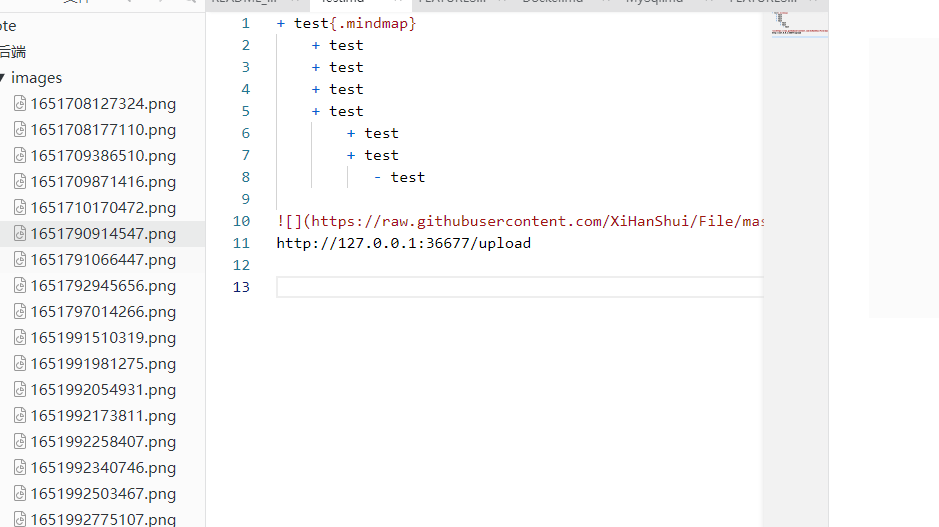 ote
后端
images
1651708127324.png
1651708177110.png
1651709386510.png
1651709871416.png
1651710170472.png
1651790914547.png
1651791066447.png
1651792945656.png
1651797014266.png
1651991510319.png
1651991981275.png
1651992054931.png
1651992173811.png
1651992258407.png
1651992340746.png
1651992503467.png
1651992775107.png
1 + test{.mindmap}
2 + test
3 + test
4 + test
5 + test
6 + test
7 + test
8 - test
9
10 ![](https://raw.githubusercontent.com/XiHanShui/File/mas
11 http://127.0.0.1:36677/upload
12
13